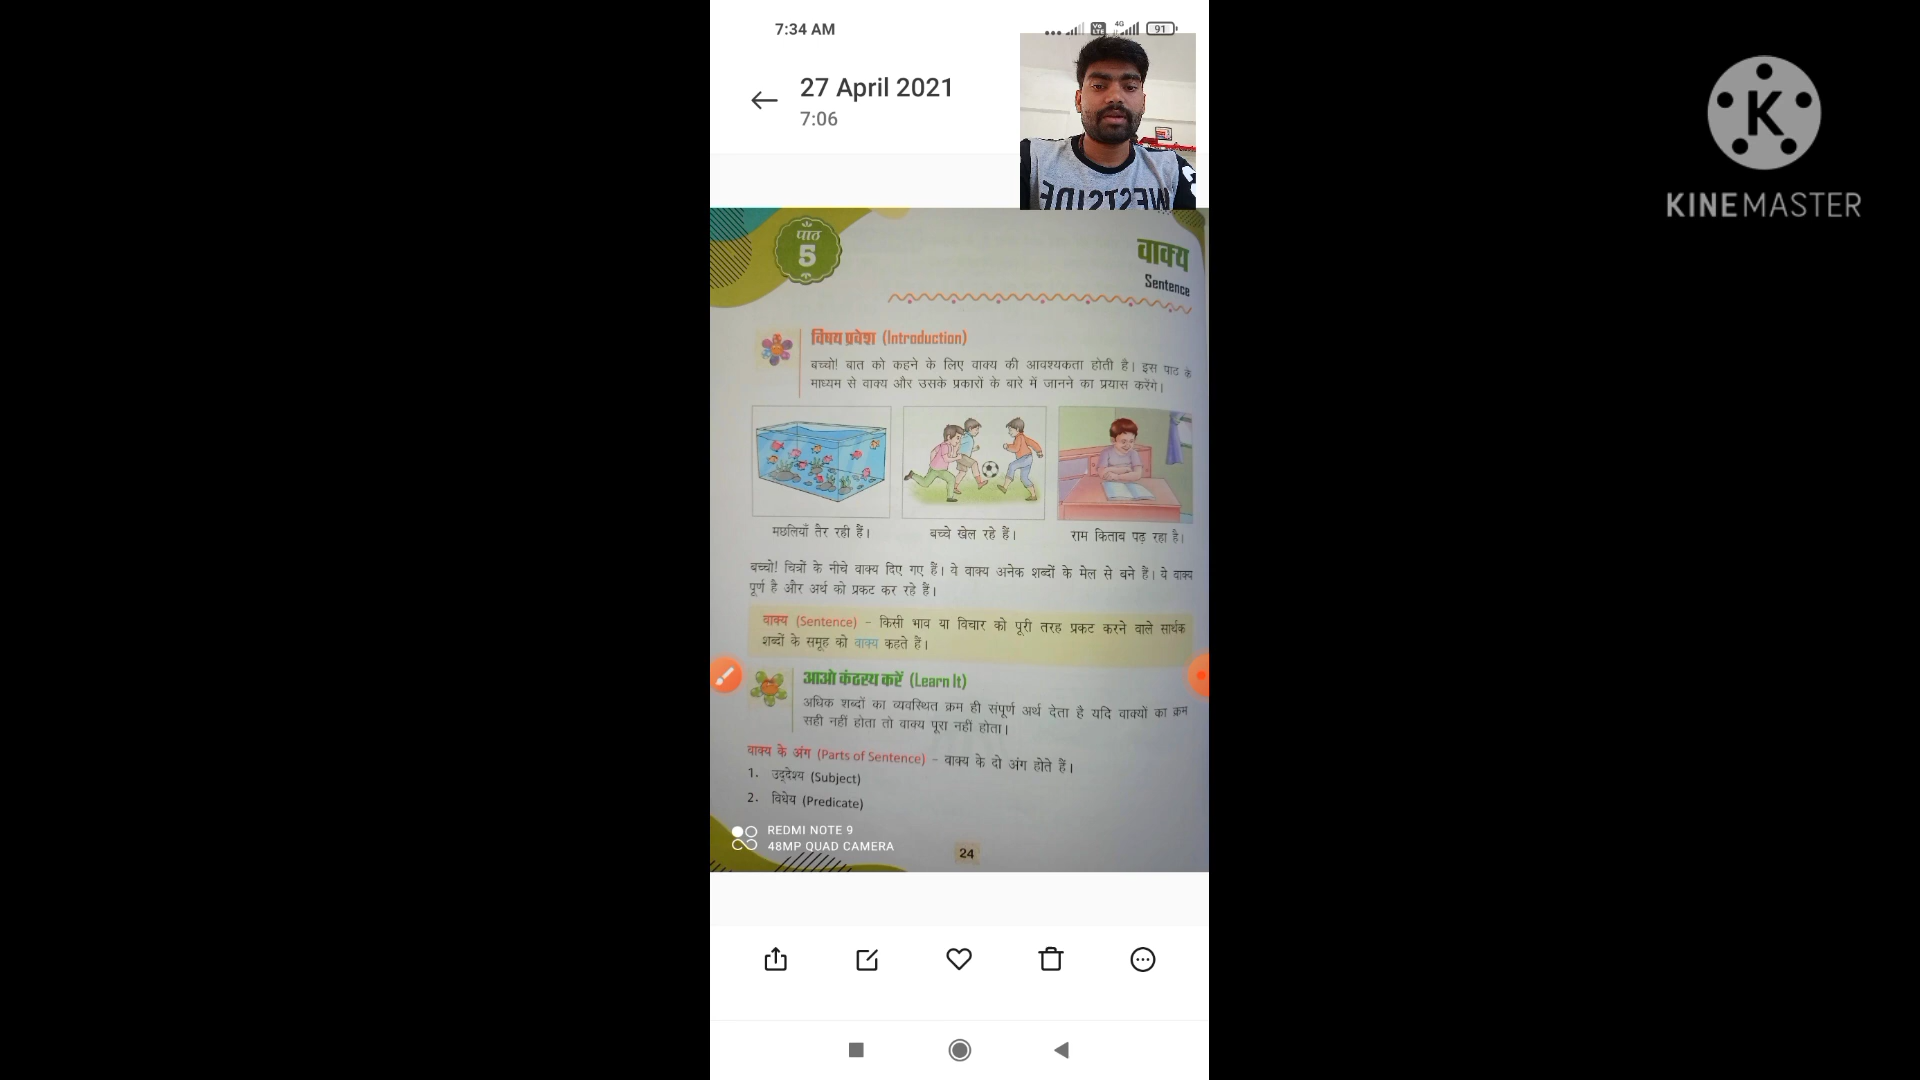 7:34 AM
4G
91
27 April 2021
7:06
WESTSIDE
K
KINEMASTER
पाठ
5
वाक्य
Sentence
विषय प्रवेश (Introduction)
बच्चो! बात को कहने के लिए वाक्य की आवश्यकता होती है। इस पाठ के
माध्यम से वाक्य और उसके प्रकारों के बारे में जानने का प्रयास करेंगे।
मछलियाँ तैर रही हैं।
बच्चे खेल रहे हैं।
राम किताब पढ़ रहा है।
बच्चो! चित्रों के नीचे वाक्य दिए गए हैं। ये वाक्य अनेक शब्दों के मेल से बने हैं। ये वाक्य
पूर्ण है और अर्थ को प्रकट कर रहे हैं।
वाक्य (Sentence) – किसी भाव या विचार को पूरी तरह प्रकट करने वाले सार्थक
शब्दों के समूह को वाक्य कहते हैं।
आओ कंठस्थ करें (Learn It)
अधिक शब्दों का व्यवस्थित क्रम ही संपूर्ण अर्थ देता है यदि वाक्यों का क्रम
सही नहीं होता तो वाक्य पूरा नहीं होता।
वाक्य के अंग (Parts of Sentence) – वाक्य के दो अंग होते हैं।
1. उद्देश्य (Subject)
2. विधेय (Predicate)
REDMI NOTE 9
48MP QUAD CAMERA
24